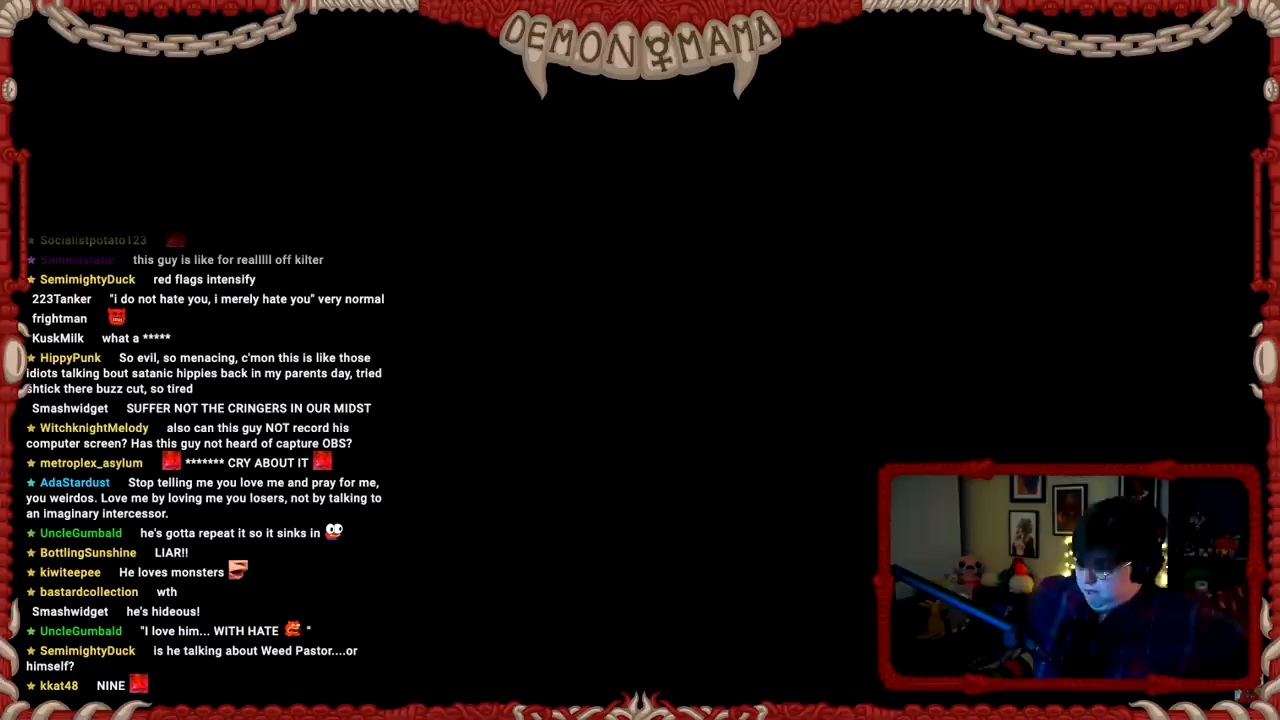 DEMON MAMA
Socialistpotato123
this guy is like for realllll off kilter
SemimightyDuck red flags intensify
223Tanker "i do not hate you, i merely hate you" very normal
frightman
KuskMilk what a *****
HippyPunk So evil, so menacing, c'mon this is like those
idiots talking bout satanic hippies back in my parents day, tried
shtick there buzz cut, so tired
Smashwidget SUFFER NOT THE CRINGERS IN OUR MIDST
WitchknightMelody also can this guy NOT record his
computer screen? Has this guy not heard of capture OBS?
metroplex_asylum ******* CRY ABOUT IT
AdaStardust Stop telling me you love me and pray for me,
you weirdos. Love me by loving me you losers, not by talking to
an imaginary intercessor.
UncleGumbald he's gotta repeat it so it sinks in
BottlingSunshine LIAR!!
kiwiteepee He loves monsters
bastardcollection wth
Smashwidget he's hideous!
UncleGumbald "I love him... WITH HATE "
SemimightyDuck is he talking about Weed Pastor....or
himself?
kkat48 NINE